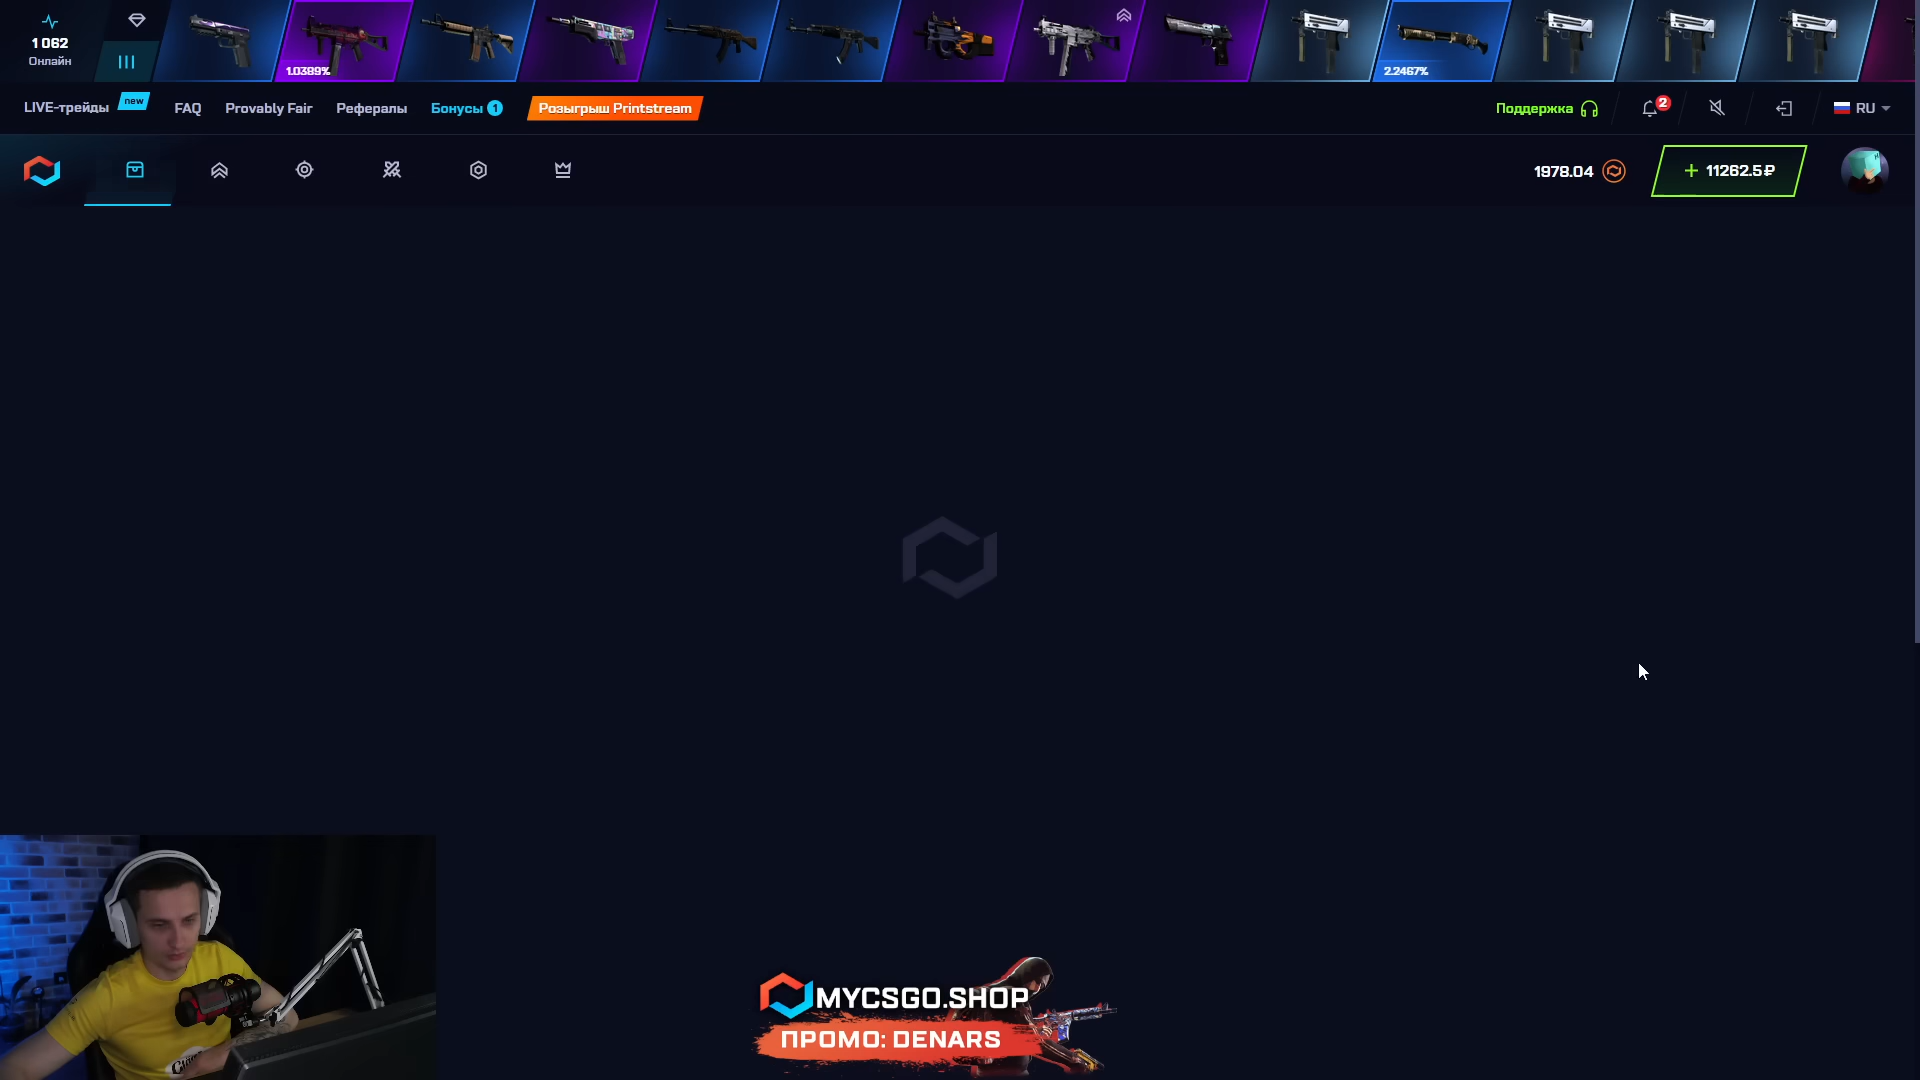 1 062
Онлайн
1.0389%
2.2467%
LIVE-трейды
new
FAQ
Provably Fair
Рефералы
Бонусы 1
Розыгрыш Printstream
Поддержка
2
RU
1978.04
+ 11262.5₽
MYCSGO.SHOP
ПРОМО: DENARS